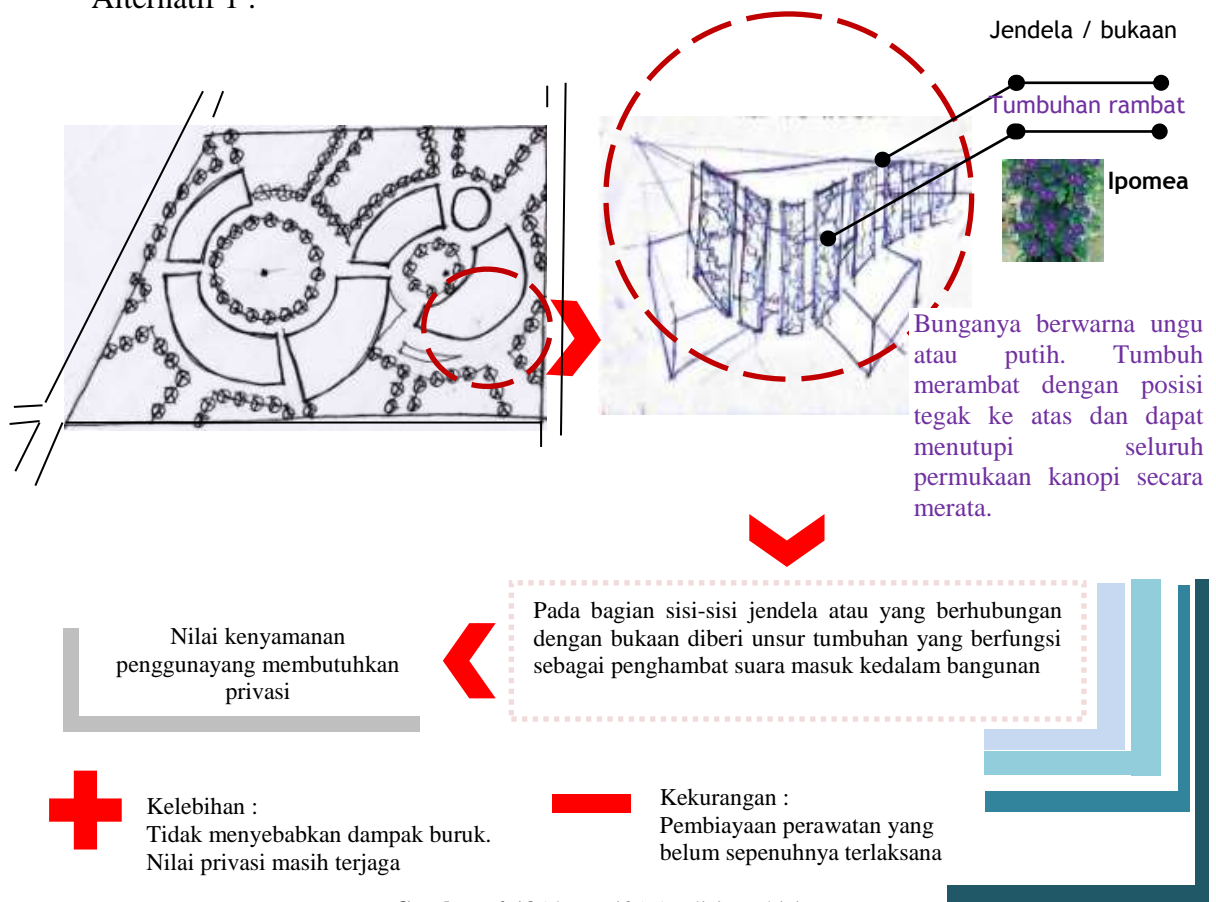 Alternatif 1 :
Jendela / bukaan
Tumbuhan rambat
Ipomea
Bunganya berwarna ungu
atau putih. Tumbuh
merambat dengan posisi
tegak ke atas dan dapat
menutupi seluruh
permukaan kanopi secara
merata.
Pada bagian sisi-sisi jendela atau yang berhubungan
dengan bukaan diberi unsur tumbuhan yang berfungsi
sebagai penghambat suara masuk kedalam bangunan
Nilai kenyamanan
penggunayang membutuhkan
privasi
Kelebihan :
Tidak menyebabkan dampak buruk.
Nilai privasi masih terjaga
Kekurangan :
Pembiayaan perawatan yang
belum sepenuhnya terlaksana